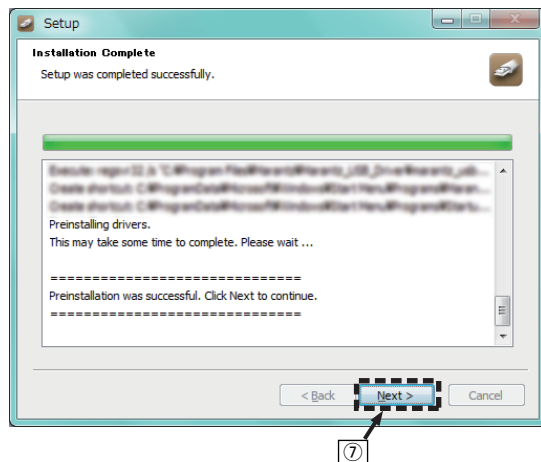 Setup
Installation Complete
Setup was completed successfully.
Preinstalling drivers.
This may take some time to complete. Please wait ...
==============================
Preinstallation was successful. Click Next to continue.
==============================
< Back
Next >
Cancel
⑦